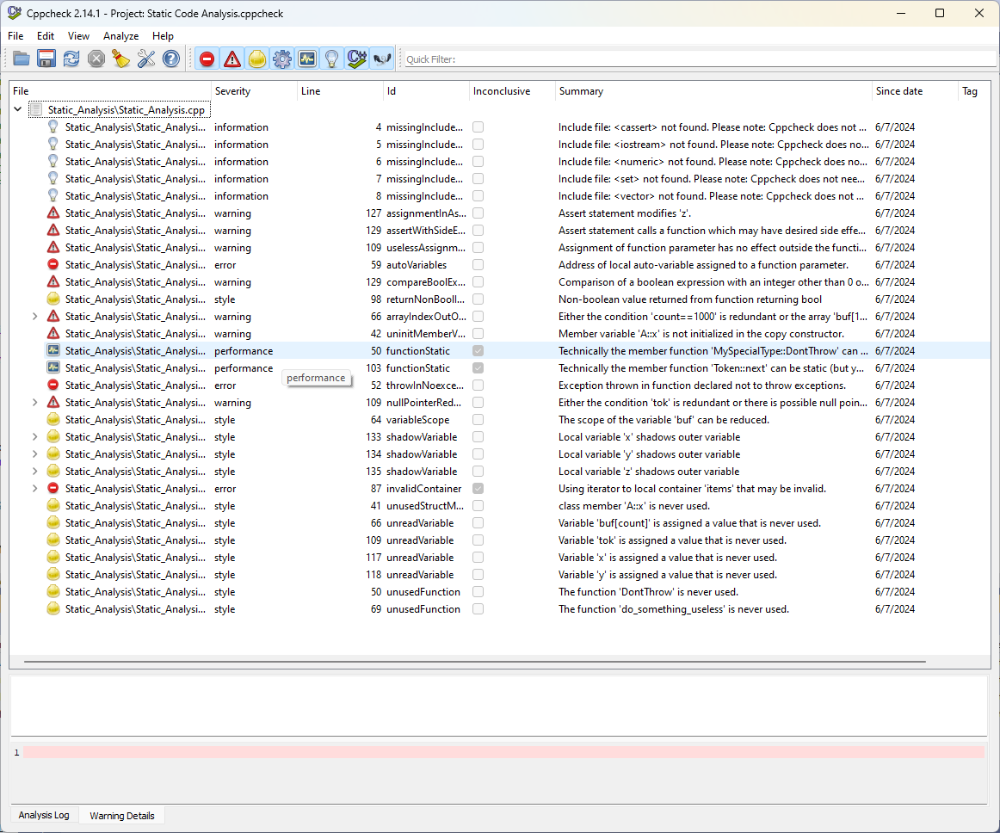 Cppcheck 2.14.1 - Project: Static Code Analysis.cppcheck
File Edit View Analyze Help
Quick Filter:
File Severity Line Id Inconclusive Summary Since date Tag
Static_Analysis\Static_Analysis.cpp
Static_Analysis\Static_Analysi... information 4 missingInclude... Include file: <cassert> not found. Please note: Cppcheck does not ... 6/7/2024
Static_Analysis\Static_Analysi... information 5 missingInclude... Include file: <iostream> not found. Please note: Cppcheck does no... 6/7/2024
Static_Analysis\Static_Analysi... information 6 missingInclude... Include file: <numeric> not found. Please note: Cppcheck does no... 6/7/2024
Static_Analysis\Static_Analysi... information 7 missingInclude... Include file: <set> not found. Please note: Cppcheck does not nee... 6/7/2024
Static_Analysis\Static_Analysi... information 8 missingInclude... Include file: <vector> not found. Please note: Cppcheck does not ... 6/7/2024
Static_Analysis\Static_Analysi... warning 127 assignmentInAs... Assert statement modifies 'z'. 6/7/2024
Static_Analysis\Static_Analysi... warning 129 assertWithSideE... Assert statement calls a function which may have desired side effe... 6/7/2024
Static_Analysis\Static_Analysi... warning 109 uselessAssignm... Assignment of function parameter has no effect outside the functi... 6/7/2024
Static_Analysis\Static_Analysi... error 59 autoVariables Address of local auto-variable assigned to a function parameter. 6/7/2024
Static_Analysis\Static_Analysi... warning 129 compareBoolEx... Comparison of a boolean expression with an integer other than 0 o... 6/7/2024
Static_Analysis\Static_Analysi... style 98 returnNonBoolI... Non-boolean value returned from function returning bool 6/7/2024
Static_Analysis\Static_Analysi... warning 66 arrayIndexOutO... Either the condition 'count==1000' is redundant or the array 'buf[1... 6/7/2024
Static_Analysis\Static_Analysi... warning 42 uninitMemberV... Member variable 'A::x' is not initialized in the copy constructor. 6/7/2024
Static_Analysis\Static_Analysi... performance 50 functionStatic Technically the member function 'MySpecialType::DontThrow' can ... 6/7/2024
Static_Analysis\Static_Analysi... performance 103 functionStatic Technically the member function 'Token::next' can be static (but y... 6/7/2024
performance
Static_Analysis\Static_Analysi... error 52 throwInNoexce... Exception thrown in function declared not to throw exceptions. 6/7/2024
Static_Analysis\Static_Analysi... warning 109 nullPointerRed... Either the condition 'tok' is redundant or there is possible null poin... 6/7/2024
Static_Analysis\Static_Analysi... style 64 variableScope The scope of the variable 'buf' can be reduced. 6/7/2024
Static_Analysis\Static_Analysi... style 133 shadowVariable Local variable 'x' shadows outer variable 6/7/2024
Static_Analysis\Static_Analysi... style 134 shadowVariable Local variable 'y' shadows outer variable 6/7/2024
Static_Analysis\Static_Analysi... style 135 shadowVariable Local variable 'z' shadows outer variable 6/7/2024
Static_Analysis\Static_Analysi... error 87 invalidContainer Using iterator to local container 'items' that may be invalid. 6/7/2024
Static_Analysis\Static_Analysi... style 41 unusedStructM... class member 'A::x' is never used. 6/7/2024
Static_Analysis\Static_Analysi... style 66 unreadVariable Variable 'buf[count]' is assigned a value that is never used. 6/7/2024
Static_Analysis\Static_Analysi... style 109 unreadVariable Variable 'tok' is assigned a value that is never used. 6/7/2024
Static_Analysis\Static_Analysi... style 117 unreadVariable Variable 'x' is assigned a value that is never used. 6/7/2024
Static_Analysis\Static_Analysi... style 118 unreadVariable Variable 'y' is assigned a value that is never used. 6/7/2024
Static_Analysis\Static_Analysi... style 50 unusedFunction The function 'DontThrow' is never used. 6/7/2024
Static_Analysis\Static_Analysi... style 69 unusedFunction The function 'do_something_useless' is never used. 6/7/2024
1
Analysis Log Warning Details